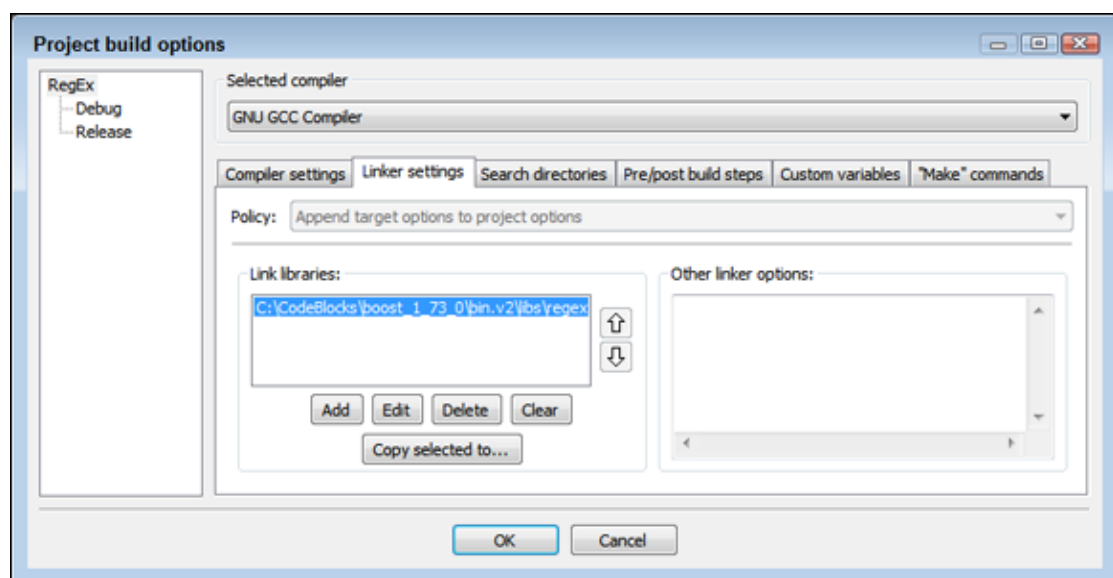 Project build options
RegEx
Debug
Release
Selected compiler
GNU GCC Compiler
Compiler settings Linker settings Search directories Pre/post build steps Custom variables "Make" commands
Policy: Append target options to project options
Link libraries:
C:\CodeBlocks\boost_1_73_0\bin.v2\libs\regex
Add Edit Delete Clear
Copy selected to...
Other linker options:
OK Cancel